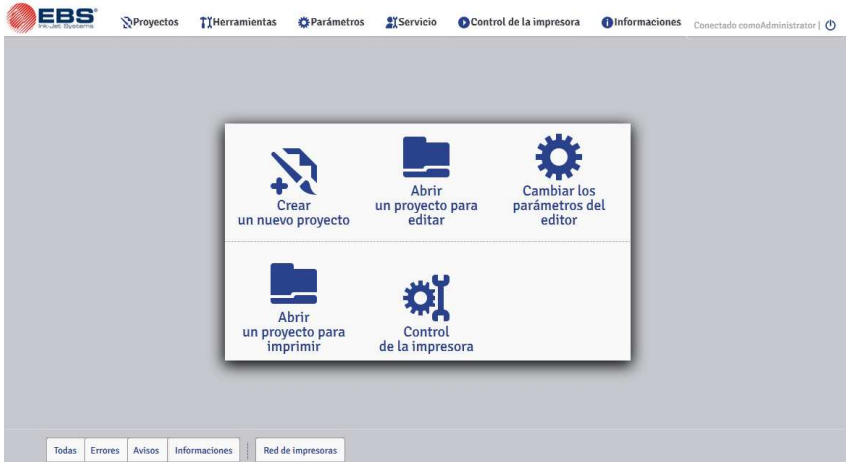 EBS®
Ink-Jet Systems
Proyectos Herramientas Parámetros Servicio Control de la impresora Informaciones Conectado comoAdministrator |
Crear
un nuevo proyecto
Abrir
un proyecto para
editar
Cambiar los
parámetros del
editor
Abrir
un proyecto para
imprimir
Control
de la impresora
Todas Errores Avisos Informaciones Red de impresoras